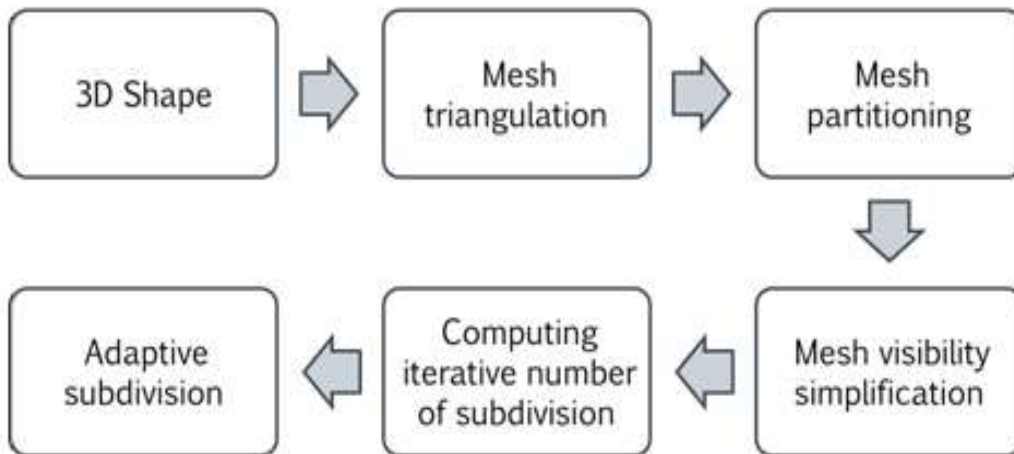 3D Shape
Mesh
triangulation
Mesh
partitioning
Mesh visibility
simplification
Computing
iterative number
of subdivision
Adaptive
subdivision